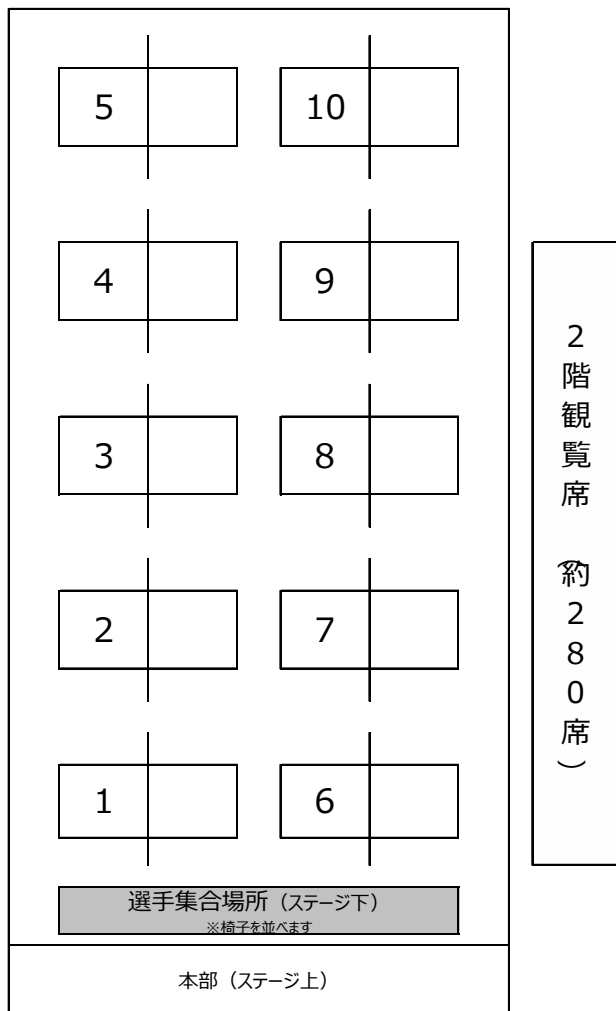 5 10
4 9
3 8
2 7
1 6
選手集合場所（ステージ下）
※椅子を並べます
本部（ステージ上）
2階観覧席（約280席）